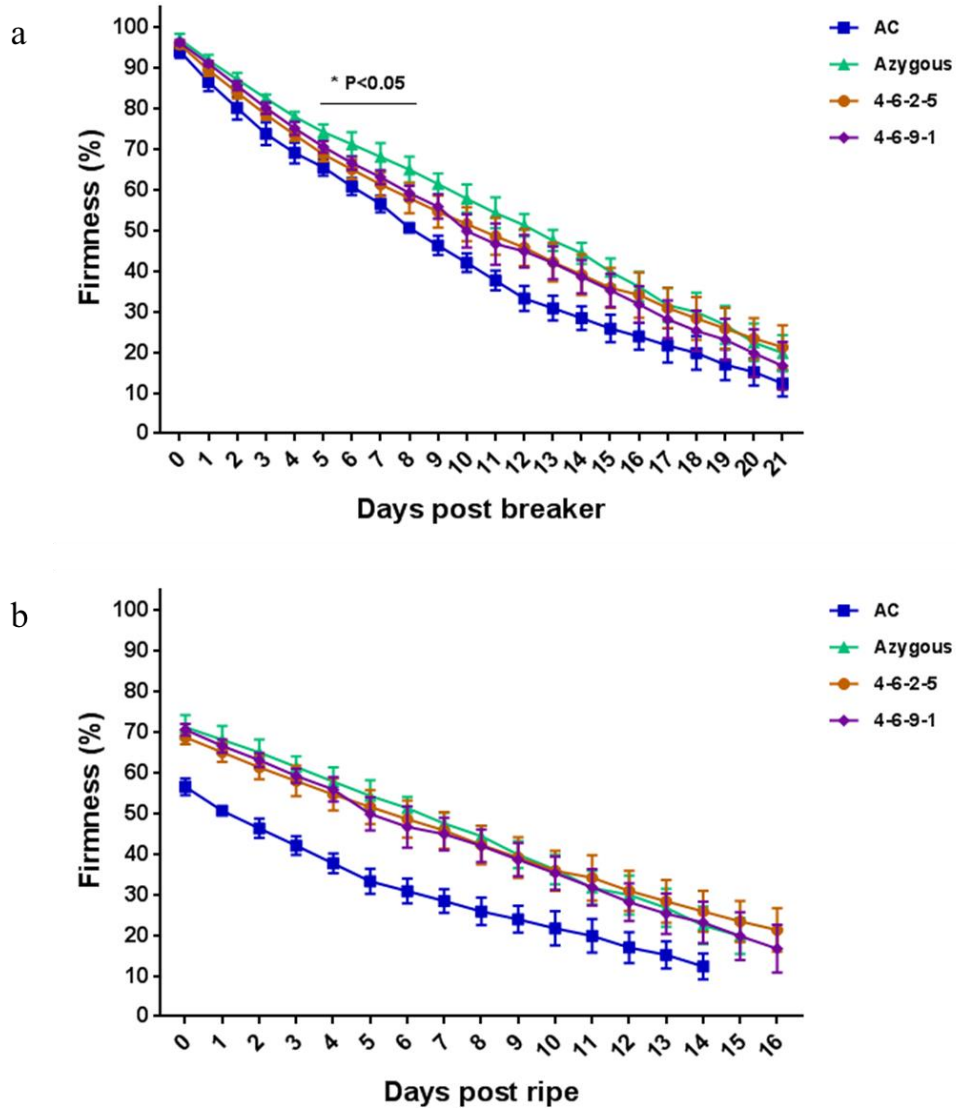 a
100
90
80
70
60
50
40
30
20
10
0
Firmness (%)
* P<0.05
AC
Azygous
4-6-2-5
4-6-9-1
0 1 2 3 4 5 6 7 8 9 10 11 12 13 14 15 16 17 18 19 20 21
Days post breaker
b
100
90
80
70
60
50
40
30
20
10
0
Firmness (%)
AC
Azygous
4-6-2-5
4-6-9-1
0 1 2 3 4 5 6 7 8 9 10 11 12 13 14 15 16
Days post ripe